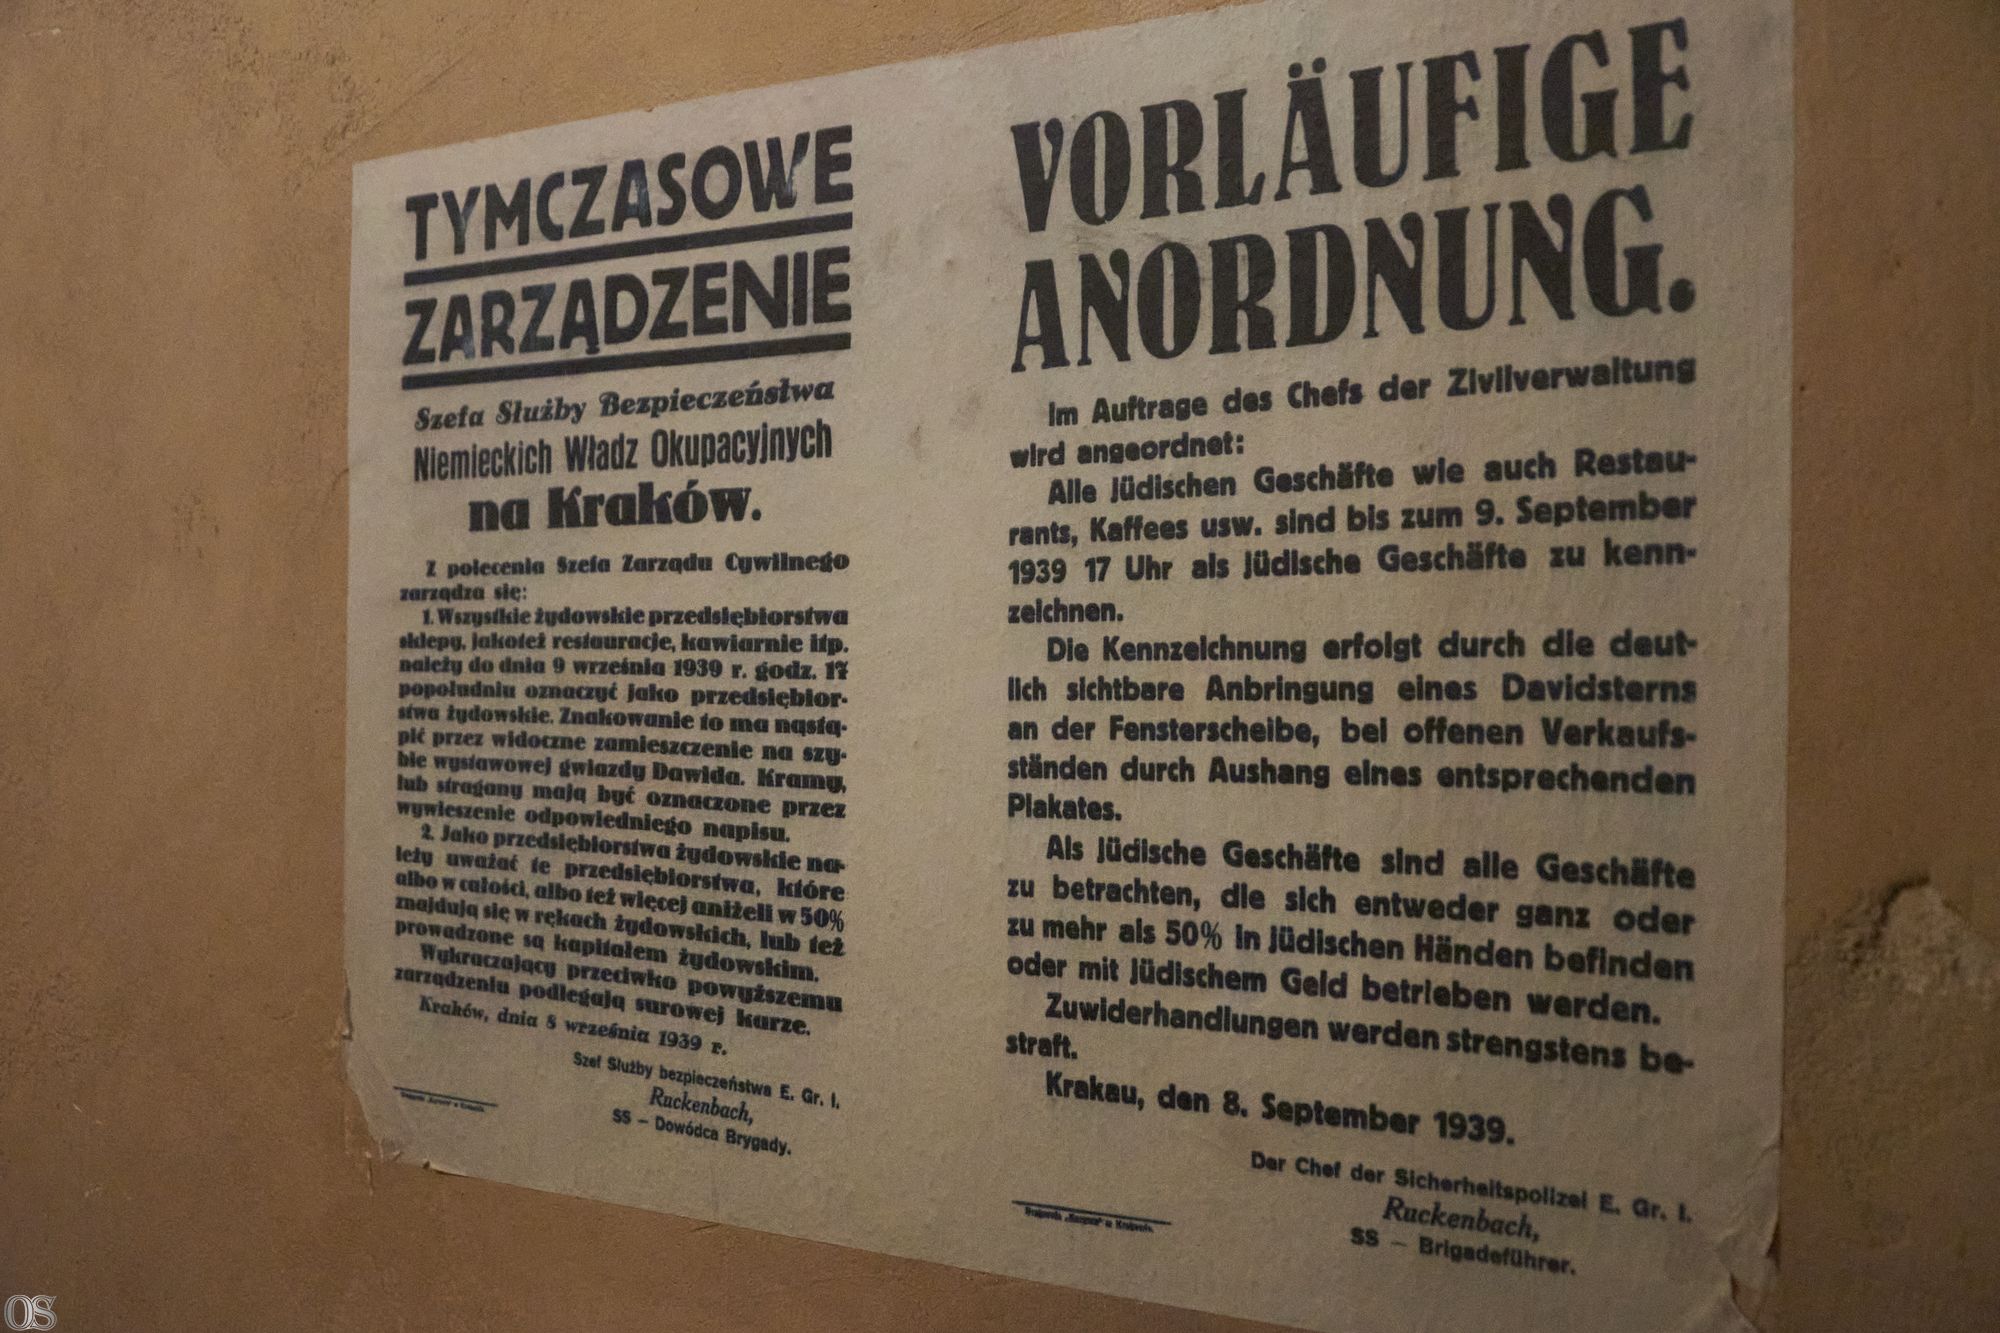 TYMCZASOWE
ZARZĄDZENIE
Szefa Służby Bezpieczeństwa
Niemieckich Władz Okupacyjnych
na Kraków.
Z polecenia Szefa Zarządu Cywilnego
zarządza się:
1. Wszystkie żydowskie przedsiębiorstwa
sklepy, jakoteż restauracje, kawiarnie itp.
należy do dnia 9 września 1939 r. godz. 17
popołudniu oznaczyć jako przedsiębior-
stwa żydowskie. Znakowanie to ma nastą-
pić przez widoczne zamieszczenie na szy-
bie wystawowej gwiazdy Dawida. Kramy,
lub stragany mają być oznaczone przez
wywieszenie odpowiedniego napisu.
2. Jako przedsiębiorstwa żydowskie na-
leży uważać te przedsiębiorstwa, które
albo w całości, albo też więcej aniżeli w 50%
znajdują się w rękach żydowskich, lub też
prowadzone są kapitałem żydowskim.
Wykraczający przeciwko powyższemu
zarządzeniu podlegają surowej karze.
Kraków, dnia 8 września 1939 r.
Szef Służby bezpieczeństwa E. Gr. I.
Ruckenbach,
SS – Dowódca Brygady.
VORLÄUFIGE
ANORDNUNG.
Im Auftrage des Chefs der Zivilverwaltung
wird angeordnet:
Alle jüdischen Geschäfte wie auch Restau-
rants, Kaffees usw. sind bis zum 9. September
1939 17 Uhr als jüdische Geschäfte zu kenn-
zeichnen.
Die Kennzeichnung erfolgt durch die deut-
lich sichtbare Anbringung eines Davidsterns
an der Fensterscheibe, bei offenen Verkaufs-
ständen durch Aushang eines entsprechenden
Plakates.
Als jüdische Geschäfte sind alle Geschäfte
zu betrachten, die sich entweder ganz oder
zu mehr als 50% in jüdischen Händen befinden
oder mit jüdischem Geld betrieben werden.
Zuwiderhandlungen werden strengstens be-
straft.
Krakau, den 8. September 1939.
Der Chef der Sicherheitspolizei E. Gr. I.
Ruckenbach,
SS – Brigadeführer.
OS